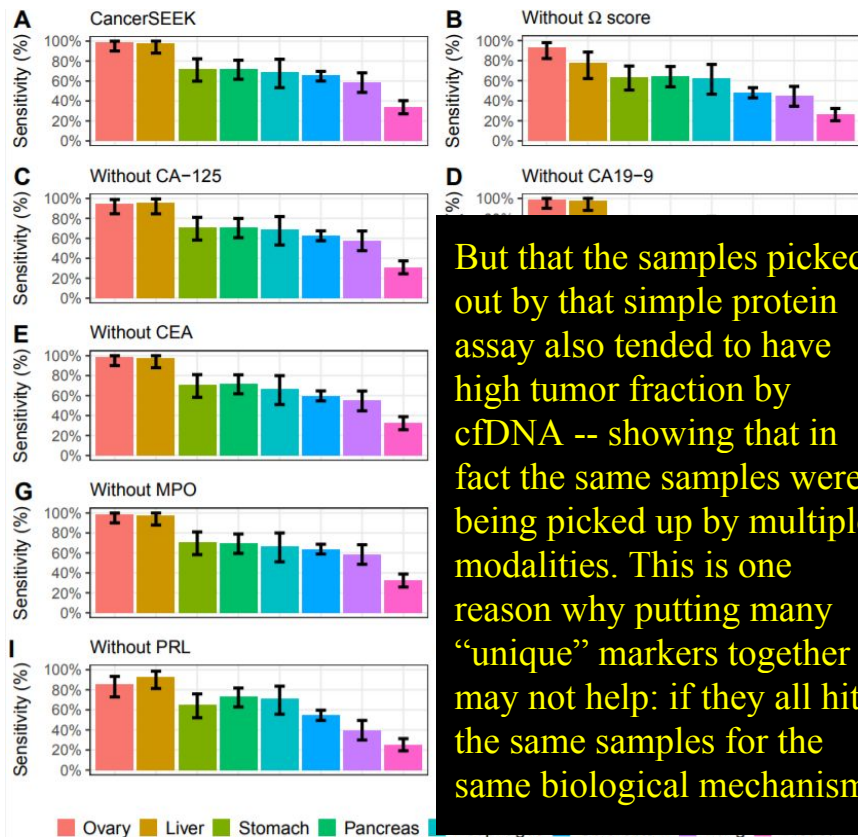 A CancerSEEK
Sensitivity (%)
100%
80%
60%
40%
20%
0%
B Without Ω score
Sensitivity (%)
100%
80%
60%
40%
20%
0%
C Without CA−125
Sensitivity (%)
100%
80%
60%
40%
20%
0%
D Without CA19−9
100%
E Without CEA
Sensitivity (%)
100%
80%
60%
40%
20%
0%
G Without MPO
Sensitivity (%)
100%
80%
60%
40%
20%
0%
I Without PRL
Sensitivity (%)
100%
80%
60%
40%
20%
0%
But that the samples picked
out by that simple protein
assay also tended to have
high tumor fraction by
cfDNA -- showing that in
fact the same samples were
being picked up by multiple
modalities. This is one
reason why putting many
“unique” markers together
may not help: if they all hit
the same samples for the
same biological mechanism
Ovary Liver Stomach Pancreas